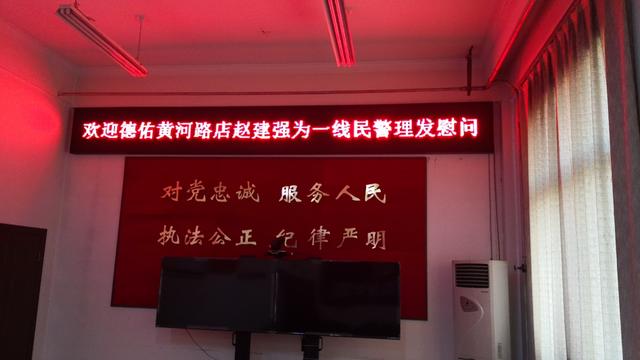 欢迎德佑黄河路店赵建强为一线民警理发慰问
对党忠诚 服务人民
执法公正 纪律严明